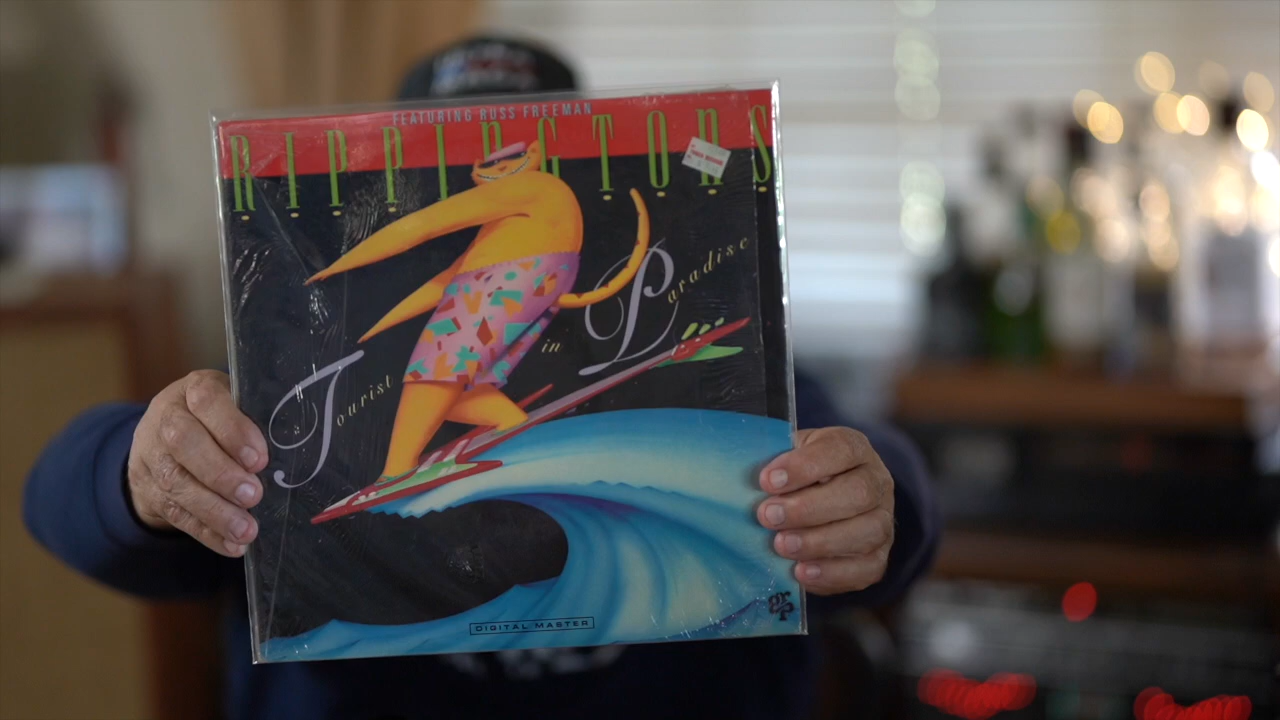 FEATURING RUSS FREEMAN
RIPPINGTONS
a Tourist in Paradise
DIGITAL MASTER
grp